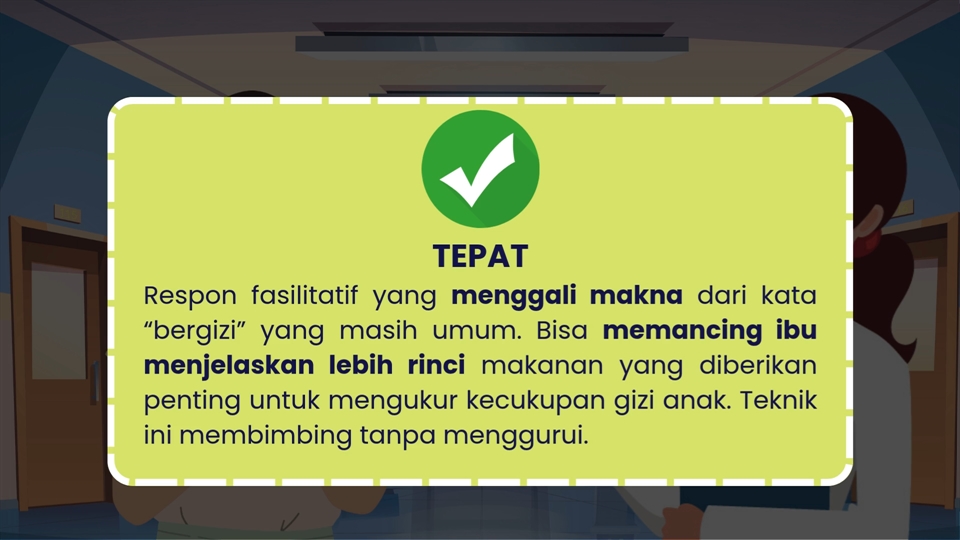 TEPAT
Respon fasilitatif yang menggali makna dari kata
“bergizi” yang masih umum. Bisa memancing ibu
menjelaskan lebih rinci makanan yang diberikan
penting untuk mengukur kecukupan gizi anak. Teknik
ini membimbing tanpa menggurui.